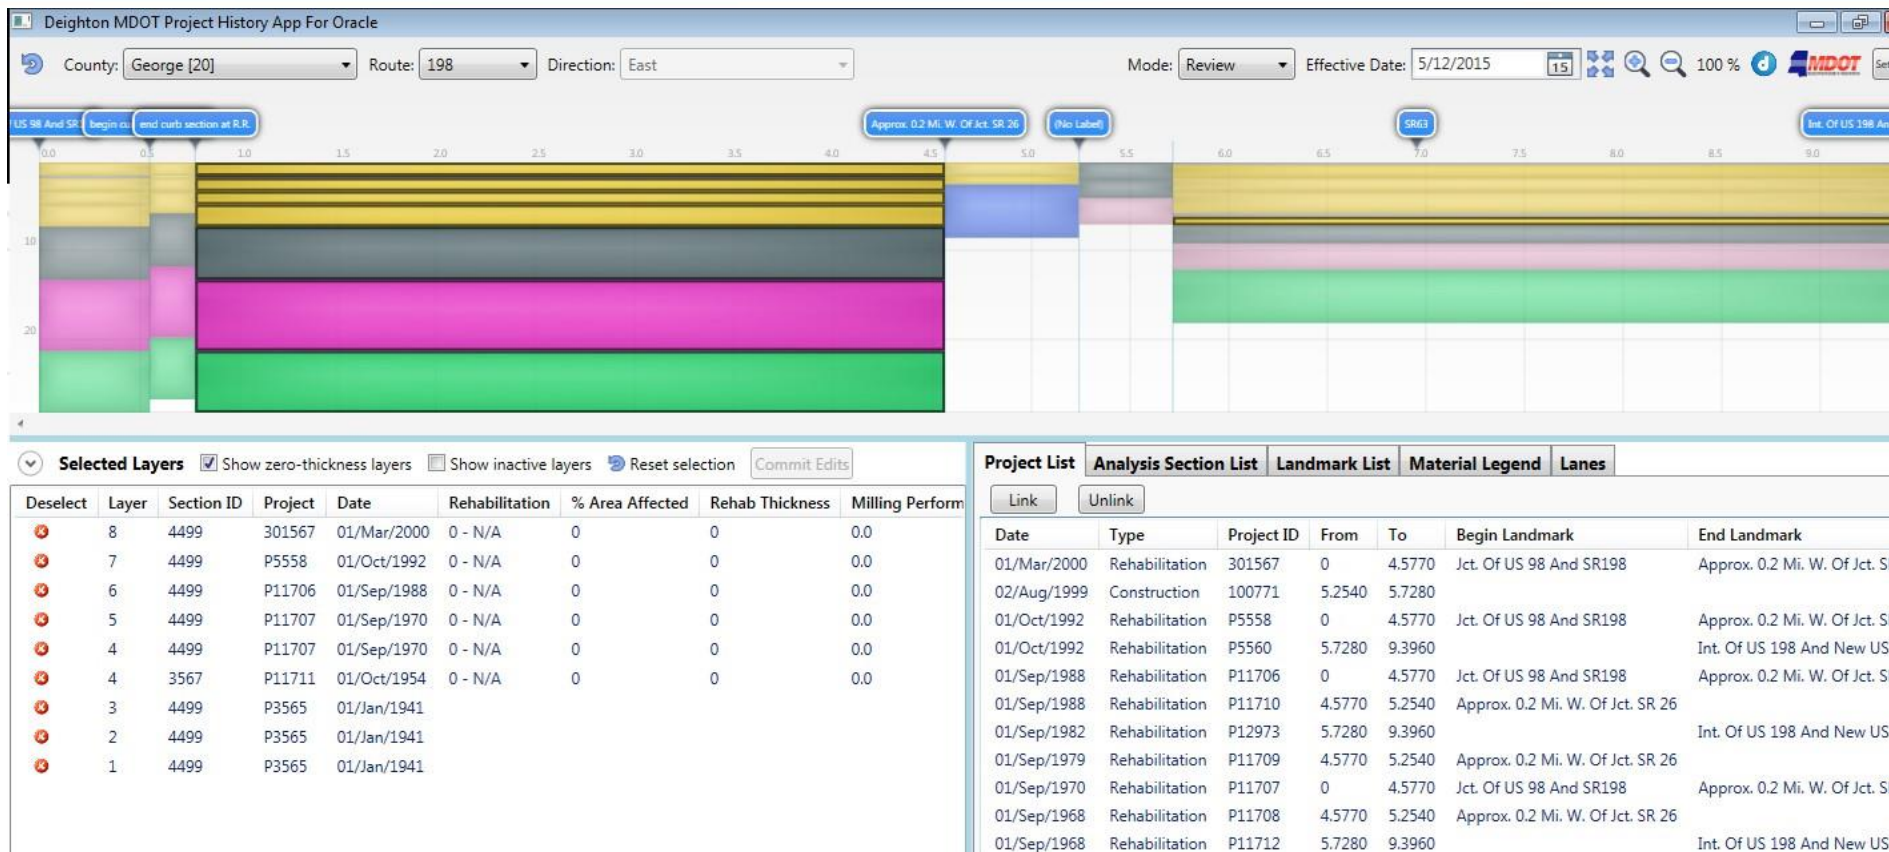 Deighton MDOT Project History App For Oracle
County: George [20] Route: 198 Direction: East Mode: Review Effective Date: 5/12/2015 15 100 % d MDOT Set
US 98 And SR begin cu end curb section at R.R. Approx. 0.2 Mi. W. Of Jct. SR 26 (No Label) SR63 Int. Of US 198 An
0.0 0.5 1.0 1.5 2.0 2.5 3.0 3.5 4.0 4.5 5.0 5.5 6.0 6.5 7.0 7.5 8.0 8.5 9.0
10
20
Selected Layers Show zero-thickness layers Show inactive layers Reset selection Commit Edits
Deselect Layer Section ID Project Date Rehabilitation % Area Affected Rehab Thickness Milling Perform
8 4499 301567 01/Mar/2000 0 - N/A 0 0 0.0
7 4499 P5558 01/Oct/1992 0 - N/A 0 0 0.0
6 4499 P11706 01/Sep/1988 0 - N/A 0 0 0.0
5 4499 P11707 01/Sep/1970 0 - N/A 0 0 0.0
4 4499 P11707 01/Sep/1970 0 - N/A 0 0 0.0
4 3567 P11711 01/Oct/1954 0 - N/A 0 0 0.0
3 4499 P3565 01/Jan/1941
2 4499 P3565 01/Jan/1941
1 4499 P3565 01/Jan/1941
Project List Analysis Section List Landmark List Material Legend Lanes
Link Unlink
Date Type Project ID From To Begin Landmark End Landmark
01/Mar/2000 Rehabilitation 301567 0 4.5770 Jct. Of US 98 And SR198 Approx. 0.2 Mi. W. Of Jct. S
02/Aug/1999 Construction 100771 5.2540 5.7280
01/Oct/1992 Rehabilitation P5558 0 4.5770 Jct. Of US 98 And SR198 Approx. 0.2 Mi. W. Of Jct. S
01/Oct/1992 Rehabilitation P5560 5.7280 9.3960 Int. Of US 198 And New US
01/Sep/1988 Rehabilitation P11706 0 4.5770 Jct. Of US 98 And SR198 Approx. 0.2 Mi. W. Of Jct. S
01/Sep/1988 Rehabilitation P11710 4.5770 5.2540 Approx. 0.2 Mi. W. Of Jct. SR 26
01/Sep/1982 Rehabilitation P12973 5.7280 9.3960 Int. Of US 198 And New US
01/Sep/1979 Rehabilitation P11709 4.5770 5.2540 Approx. 0.2 Mi. W. Of Jct. SR 26
01/Sep/1970 Rehabilitation P11707 0 4.5770 Jct. Of US 98 And SR198 Approx. 0.2 Mi. W. Of Jct. S
01/Sep/1968 Rehabilitation P11708 4.5770 5.2540 Approx. 0.2 Mi. W. Of Jct. SR 26
01/Sep/1968 Rehabilitation P11712 5.7280 9.3960 Int. Of US 198 And New US